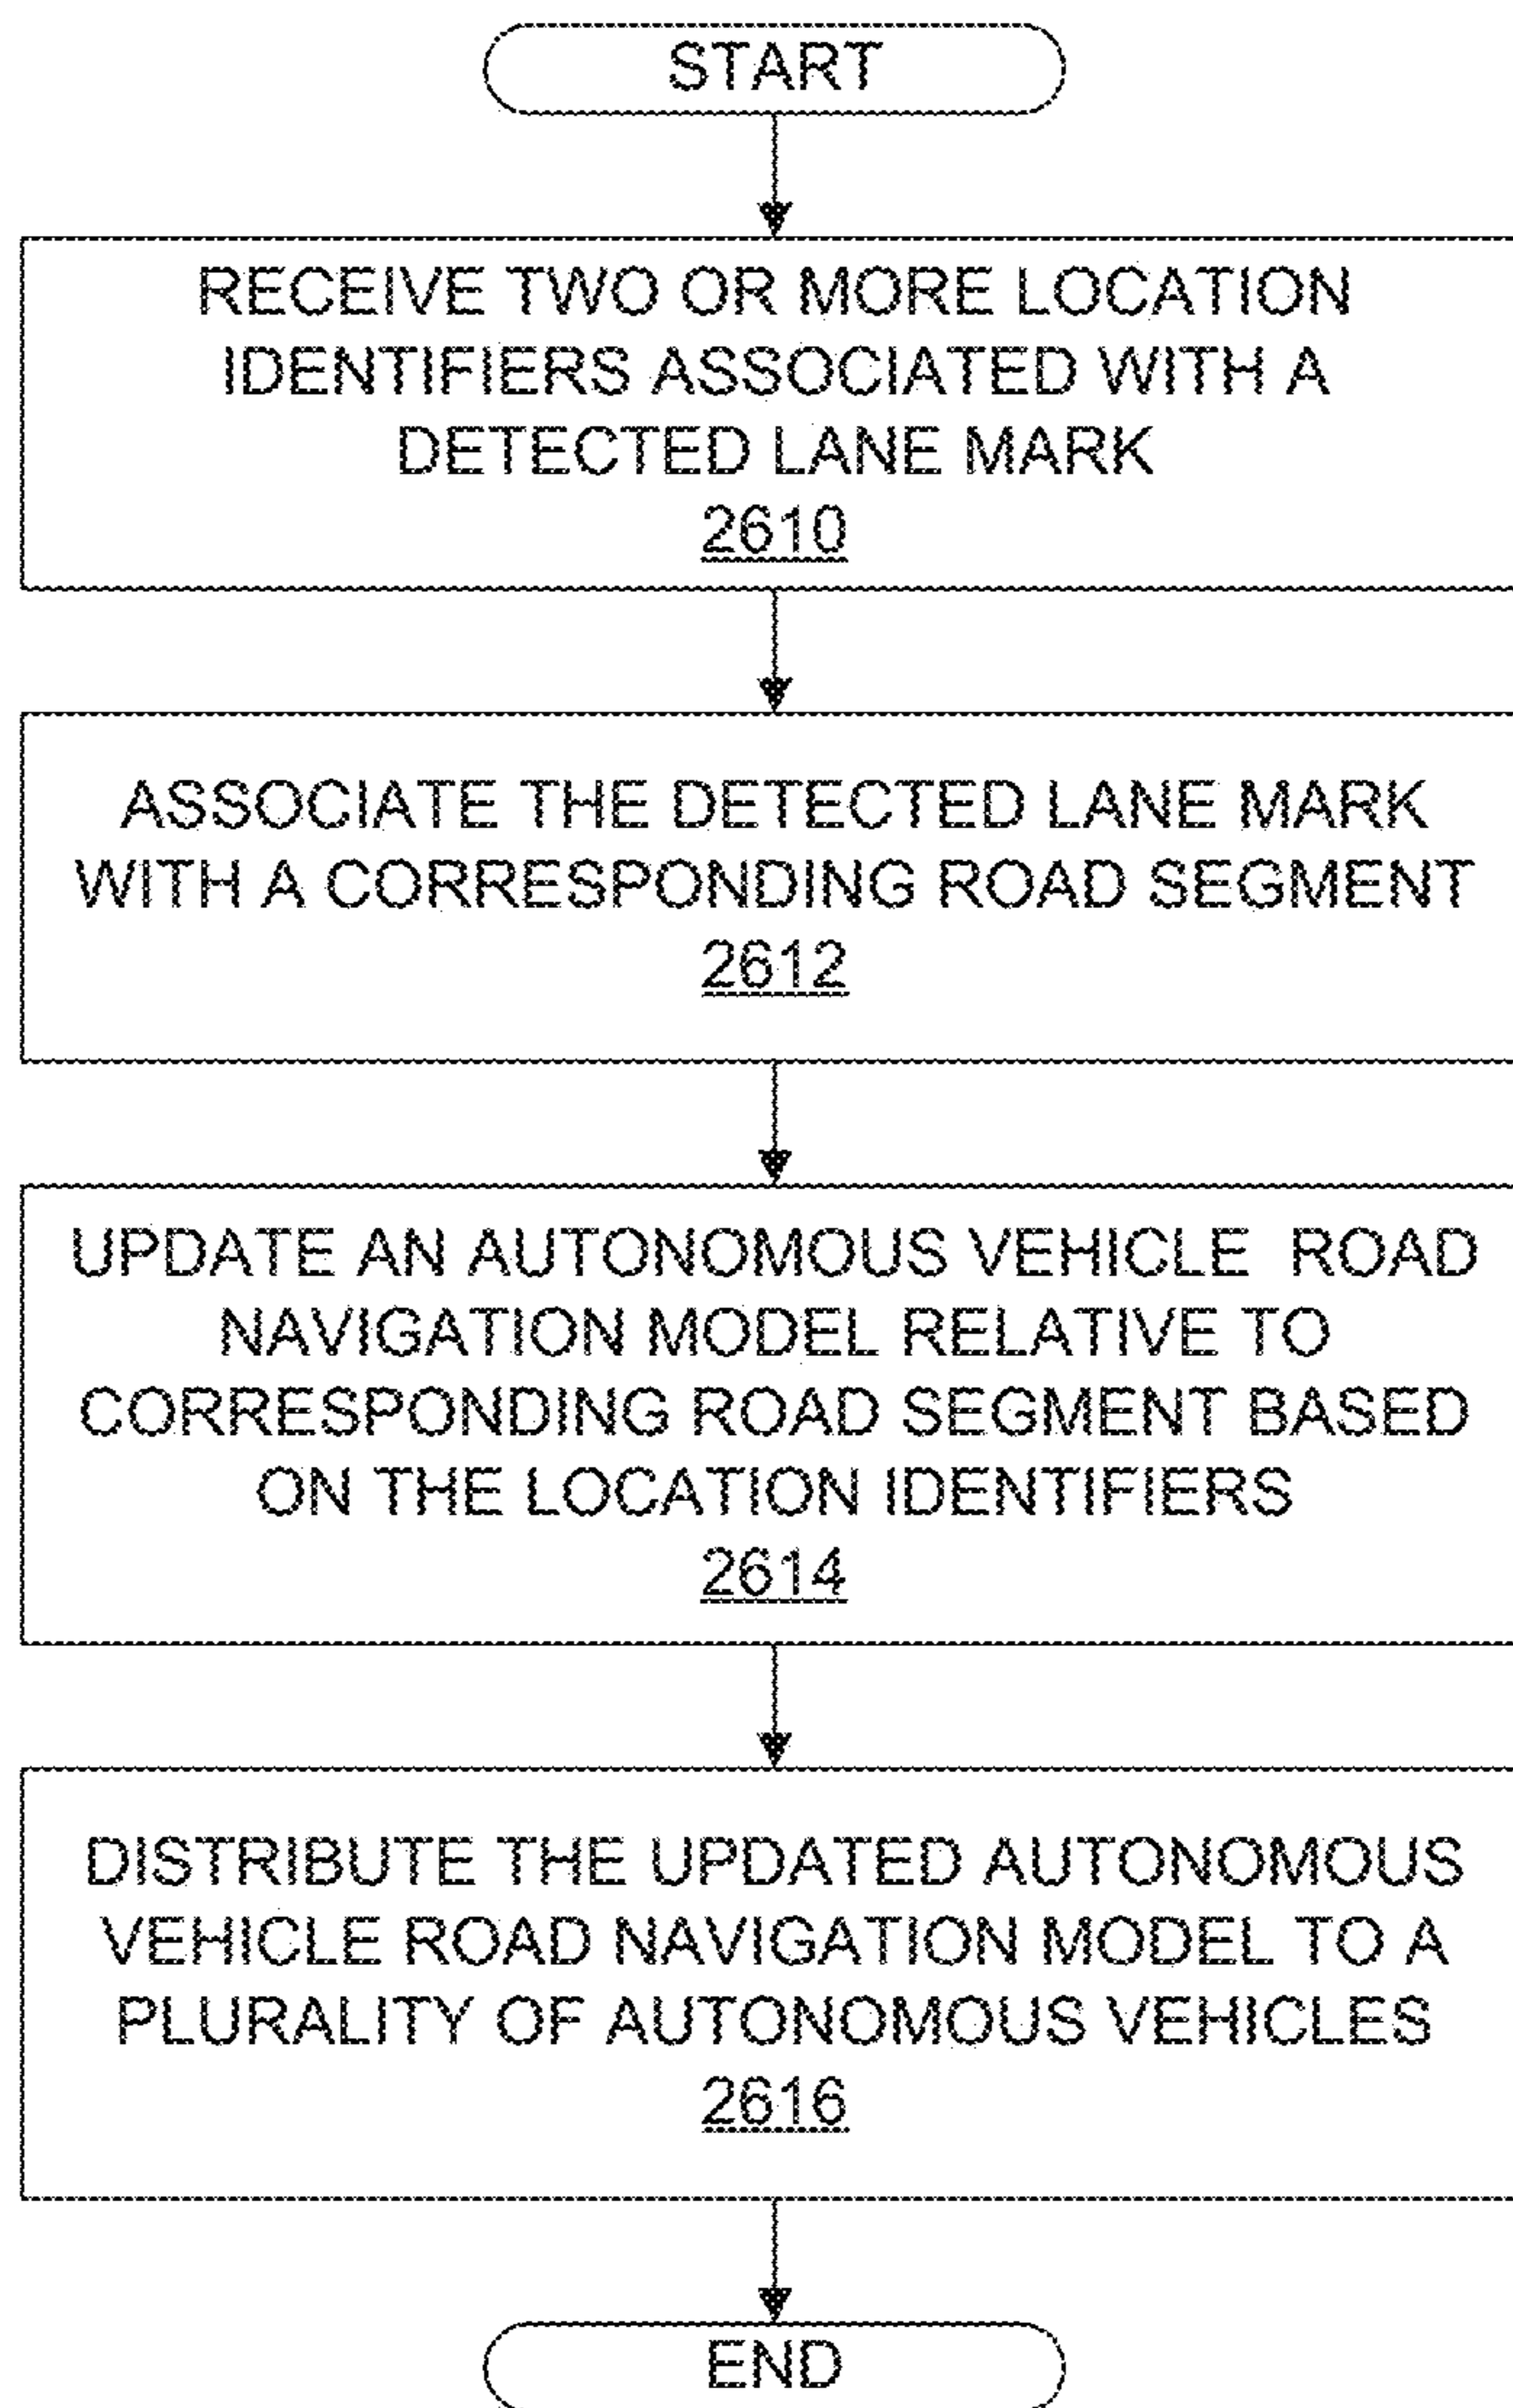 START
RECEIVE TWO OR MORE LOCATION
IDENTIFIERS ASSOCIATED WITH A
DETECTED LANE MARK
2610
ASSOCIATE THE DETECTED LANE MARK
WITH A CORRESPONDING ROAD SEGMENT
2612
UPDATE AN AUTONOMOUS VEHICLE ROAD
NAVIGATION MODEL RELATIVE TO
CORRESPONDING ROAD SEGMENT BASED
ON THE LOCATION IDENTIFIERS
2614
DISTRIBUTE THE UPDATED AUTONOMOUS
VEHICLE ROAD NAVIGATION MODEL TO A
PLURALITY OF AUTONOMOUS VEHICLES
2616
END